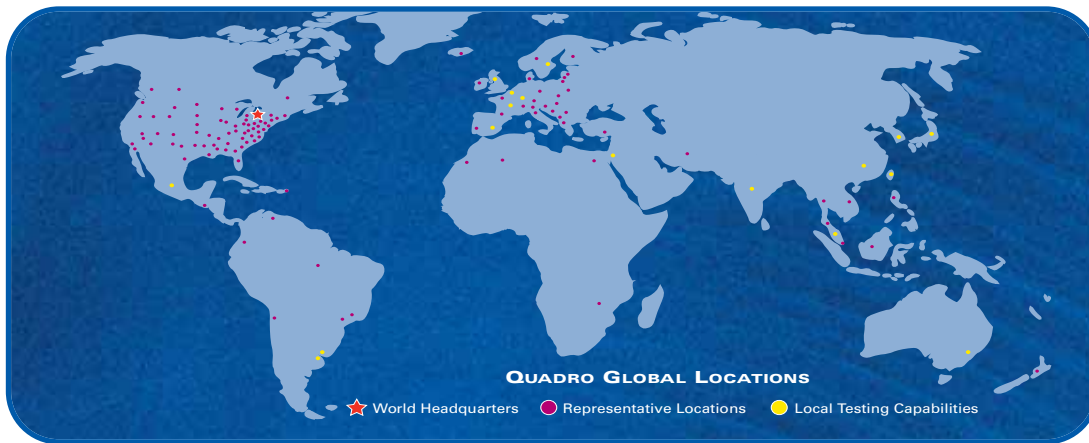 QUADRO GLOBAL LOCATIONS
World Headquarters Representative Locations Local Testing Capabilities